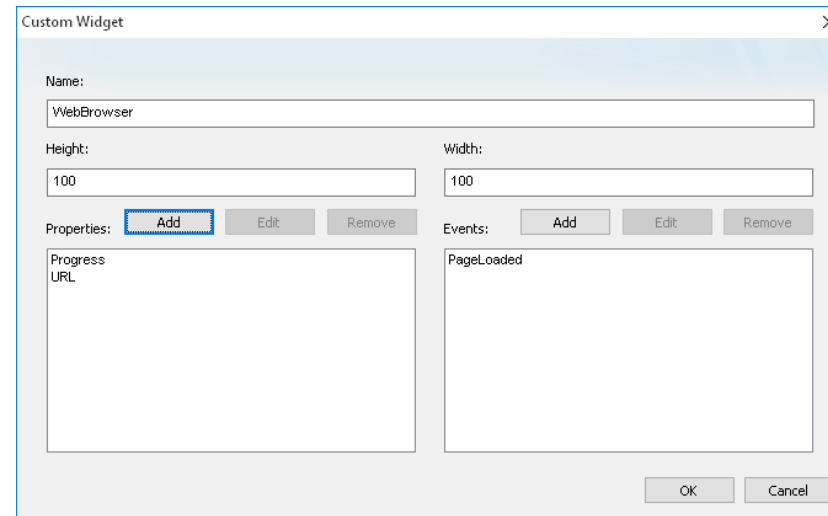 Custom Widget
Name:
WebBrowser
Height:
Width:
100
100
Properties:
Add
Edit
Remove
Events:
Add
Edit
Remove
Progress
URL
PageLoaded
OK
Cancel